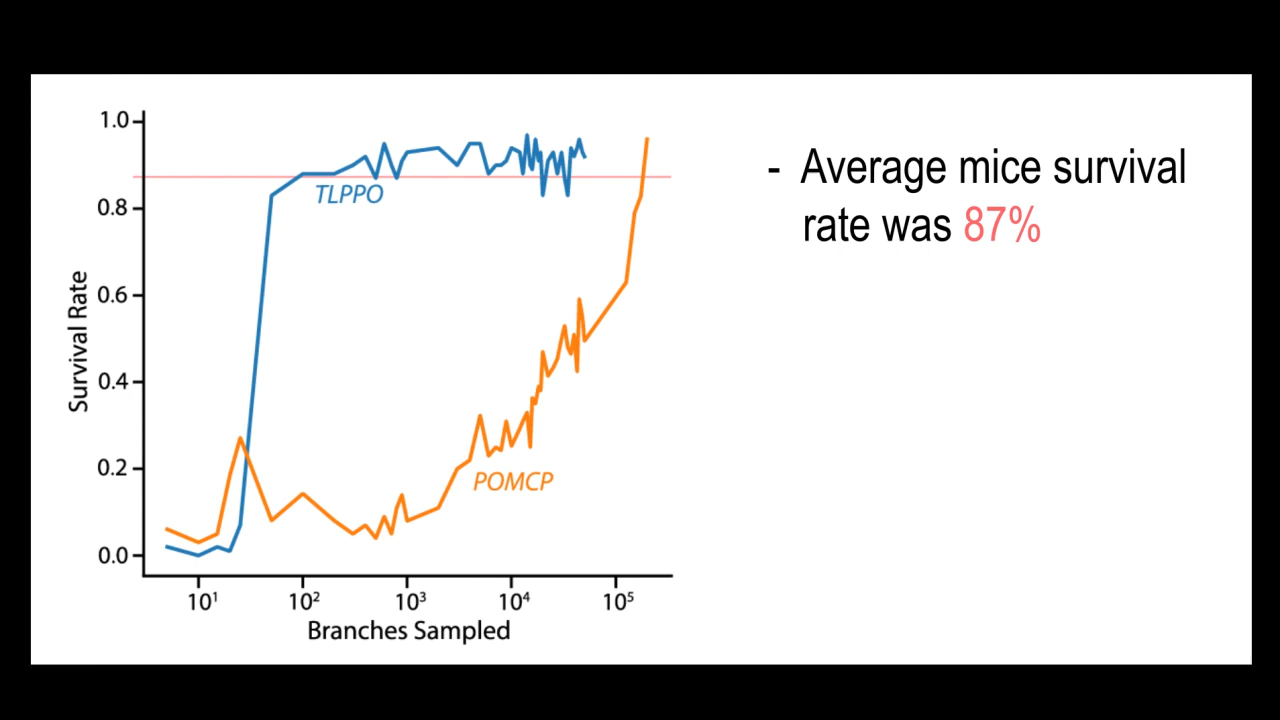 1.0
0.8
0.6
0.4
0.2
0.0
Survival Rate
TLPPO
POMCP
10¹ 10² 10³ 10⁴ 10⁵
Branches Sampled
- Average mice survival
rate was 87%